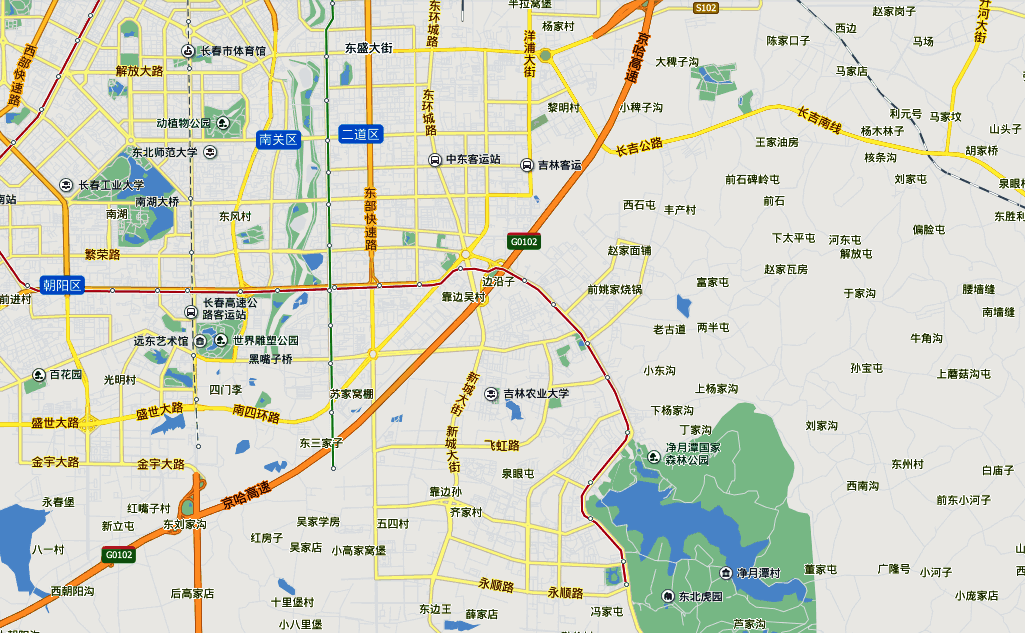 半拉窝堡
S102
赵家岗子
升河大街
东环城路
杨家村
西边
洋浦大街
陈家口子
马场
西部快速路
长春市体育馆
东盛大街
京哈高速
大稗子沟
解放大路
马家店
东环城路
黎明村
小稗子沟
长吉南线
利元号
马家坟
动植物公园
南关区
二道区
长吉公路
王家油房
杨木林子
山头子
东北师范大学
中东客运站
吉林客运
核条沟
胡家桥
长春工业大学
前石碑岭屯
刘家屯
泉眼
南湖大桥
东部快速路
西石屯
丰产村
前石
南湖
东风村
东胜利
偏脸屯
下太平屯
河东屯
G0102
赵家面铺
解放屯
繁荣路
赵家瓦房
朝阳区
边沿子
富家屯
前姚家烧锅
于家沟
腰墙缝
前进村
靠边吴村
长春高速公
路客运站
南墙缝
老古道
两半屯
远东艺术馆
世界雕塑公园
牛角沟
黑嘴子桥
小东沟
孙宝屯
百花园
光明村
上蘑菇沟屯
四门李
苏家窝棚
新城大街
吉林农业大学
上杨家沟
盛世大路
盛世大路
南四环路
下杨家沟
丁家沟
刘家沟
新城大街
东三家子
飞虹路
净月潭国家
森林公园
金宇大路
金宇大路
东州村
白庙子
泉眼屯
西南沟
京哈高速
靠边孙
前东小河子
永春堡
红嘴子村
齐家村
新立屯
东刘家沟
吴家学房
五四村
红房子
八一村
吴家店
小高家窝堡
G0102
净月潭村
董家屯
广隆号
小河子
西朝阳沟
后高家店
永顺路
永顺路
东北虎园
小庞家店
十里堡村
东边王
薛家店
冯家屯
小八里堡
芦家沟